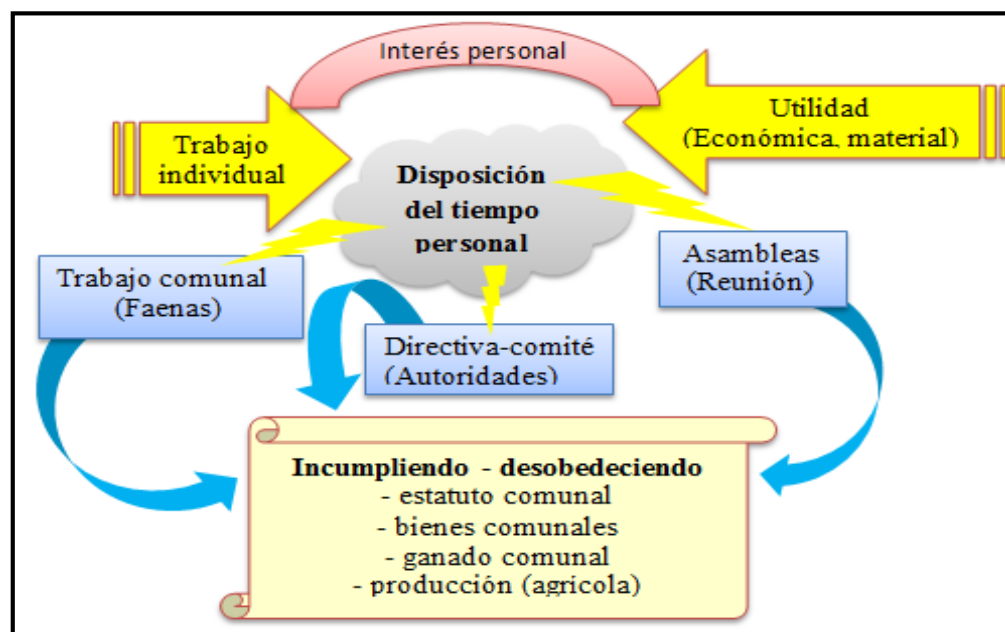 Interés personal
Trabajo
individual
Utilidad
(Económica, material)
Disposición
del tiempo
personal
Trabajo comunal
(Faenas)
Directiva-comité
(Autoridades)
Asambleas
(Reunión)
Incumpliendo - desobedeciendo
- estatuto comunal
- bienes comunales
- ganado comunal
- producción (agrícola)